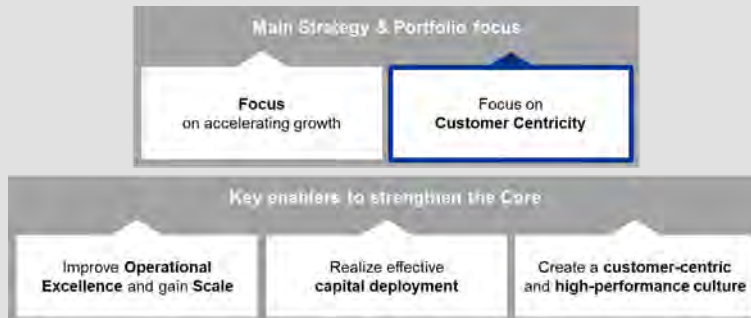 Main Strategy & Portfolio focus
Focus
on accelerating growth
Focus on
Customer Centricity
Key enablers to strengthen the Core
Improve Operational
Excellence and gain Scale
Realize effective
capital deployment
Create a customer-centric
and high-performance culture